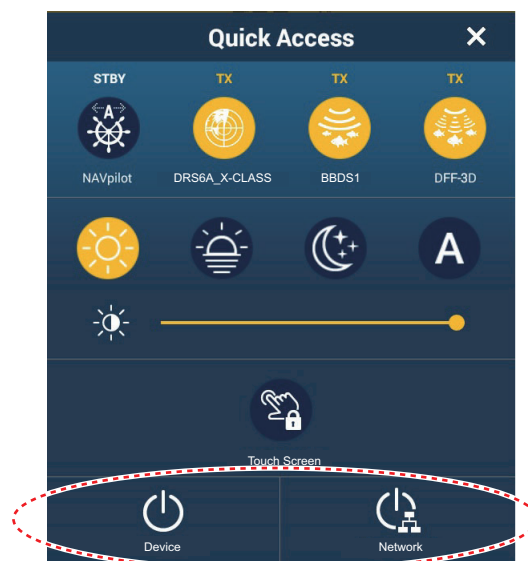 Quick Access
STBY TX TX TX
A
NAVpilot DRS6A_X-CLASS BBDS1 DFF-3D
A
Touch Screen
Device Network